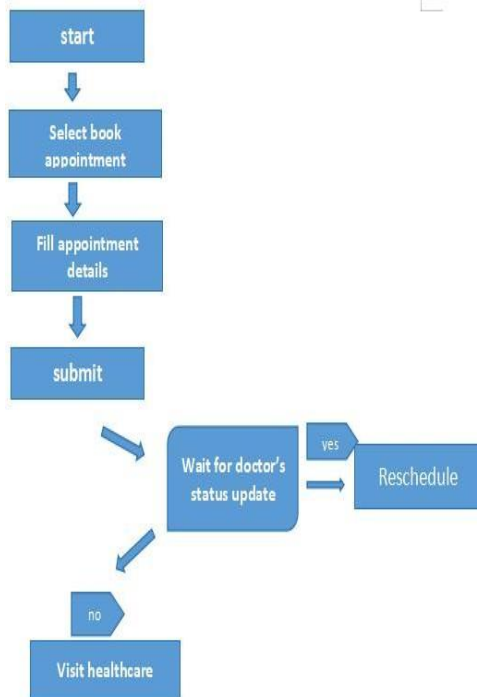 start
Select book
appointment
Fill appointment
details
submit
Wait for doctor's
status update
yes
Reschedule
no
Visit healthcare